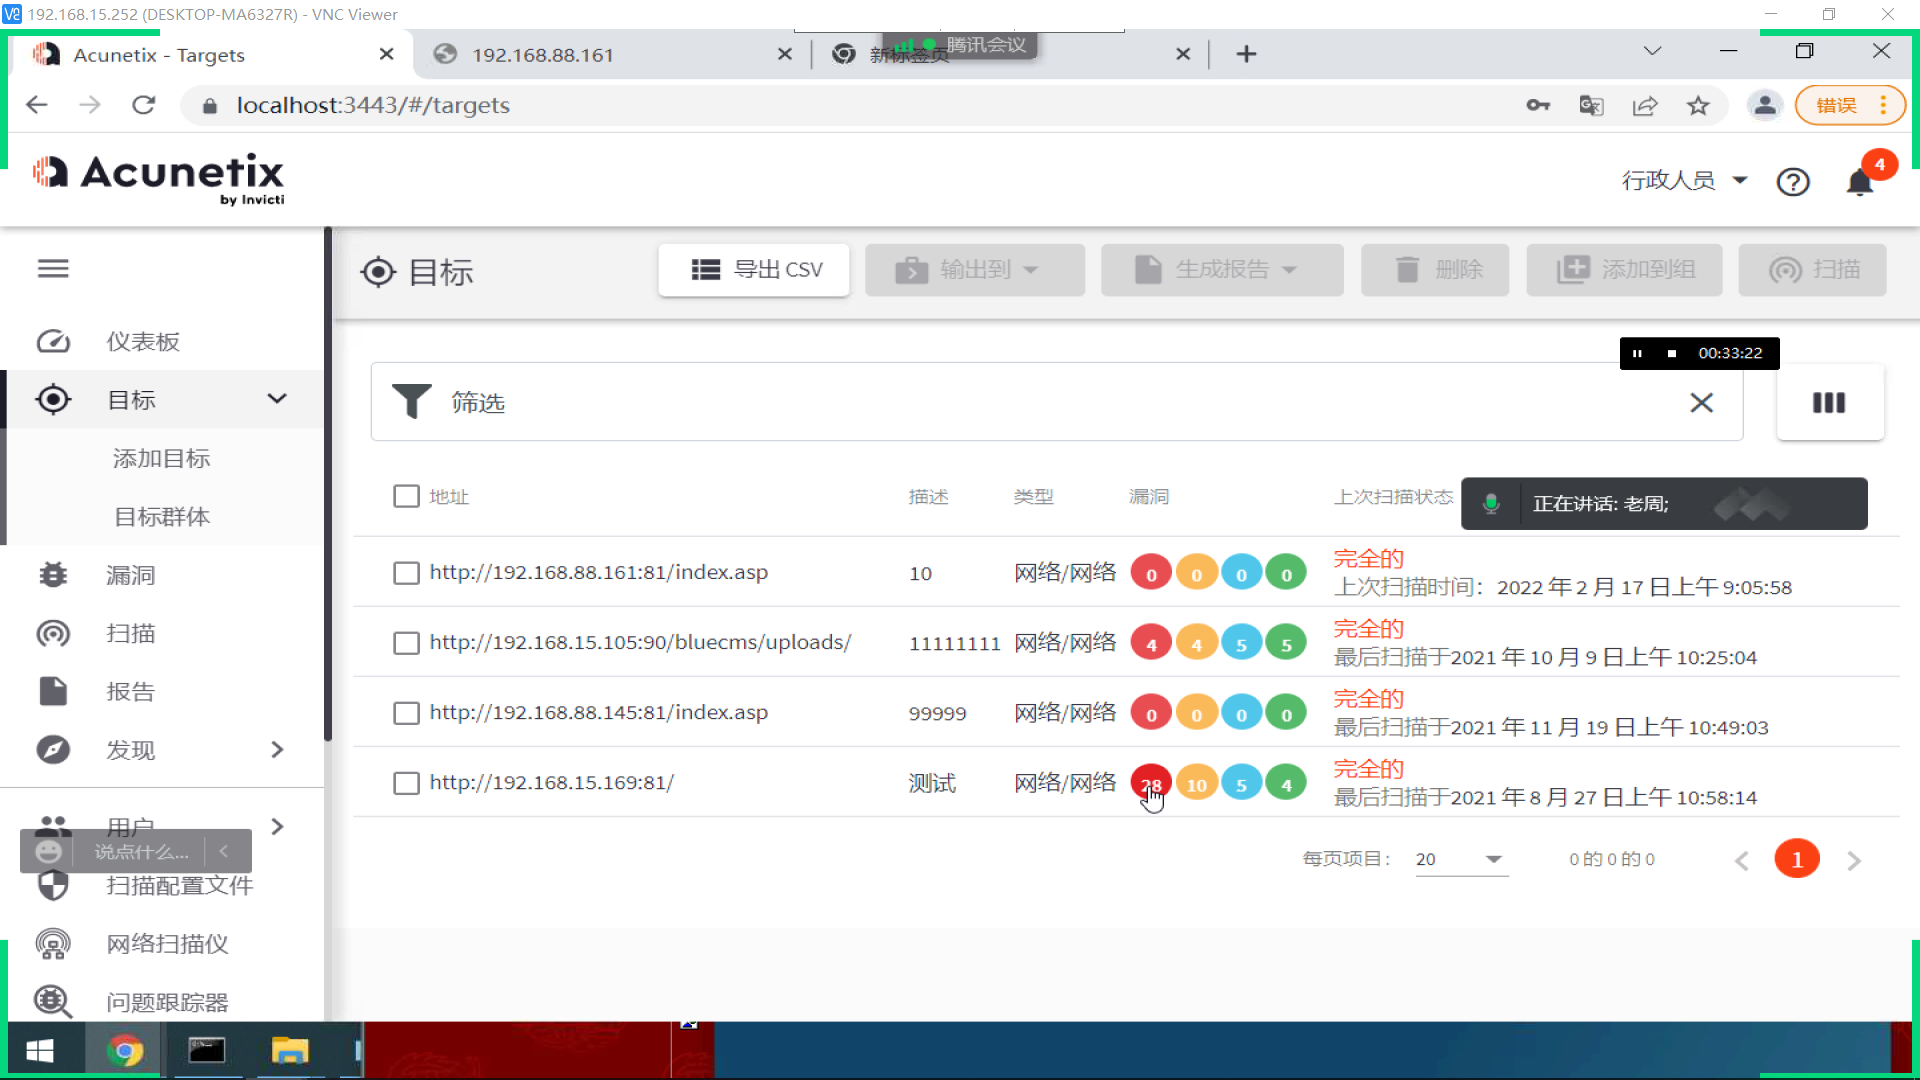 192.168.15.252 (DESKTOP-MA6327R) - VNC Viewer
Acunetix - Targets
192.168.88.161
新标签页
腾讯会议
localhost:3443/#/targets
错误
Acunetix
by Invicti
行政人员
4
目标
导出 CSV
输出到
生成报告
删除
添加到组
扫描
仪表板
目标
添加目标
目标群体
漏洞
扫描
报告
发现
用户
说点什么...
扫描配置文件
网络扫描仪
问题跟踪器
00:33:22
筛选
地址 描述 类型 漏洞 上次扫描状态
正在讲话: 老周;
http://192.168.88.161:81/index.asp 10 网络/网络 0 0 0 0 完全的
上次扫描时间：2022 年 2 月 17 日上午 9:05:58
http://192.168.15.105:90/bluecms/uploads/ 11111111 网络/网络 4 4 5 5 完全的
最后扫描于2021 年 10 月 9 日上午 10:25:04
http://192.168.88.145:81/index.asp 99999 网络/网络 0 0 0 0 完全的
最后扫描于2021 年 11 月 19 日上午 10:49:03
http://192.168.15.169:81/ 测试 网络/网络 28 10 5 4 完全的
最后扫描于2021 年 8 月 27 日上午 10:58:14
每页项目： 20 0 的 0 的 0 1